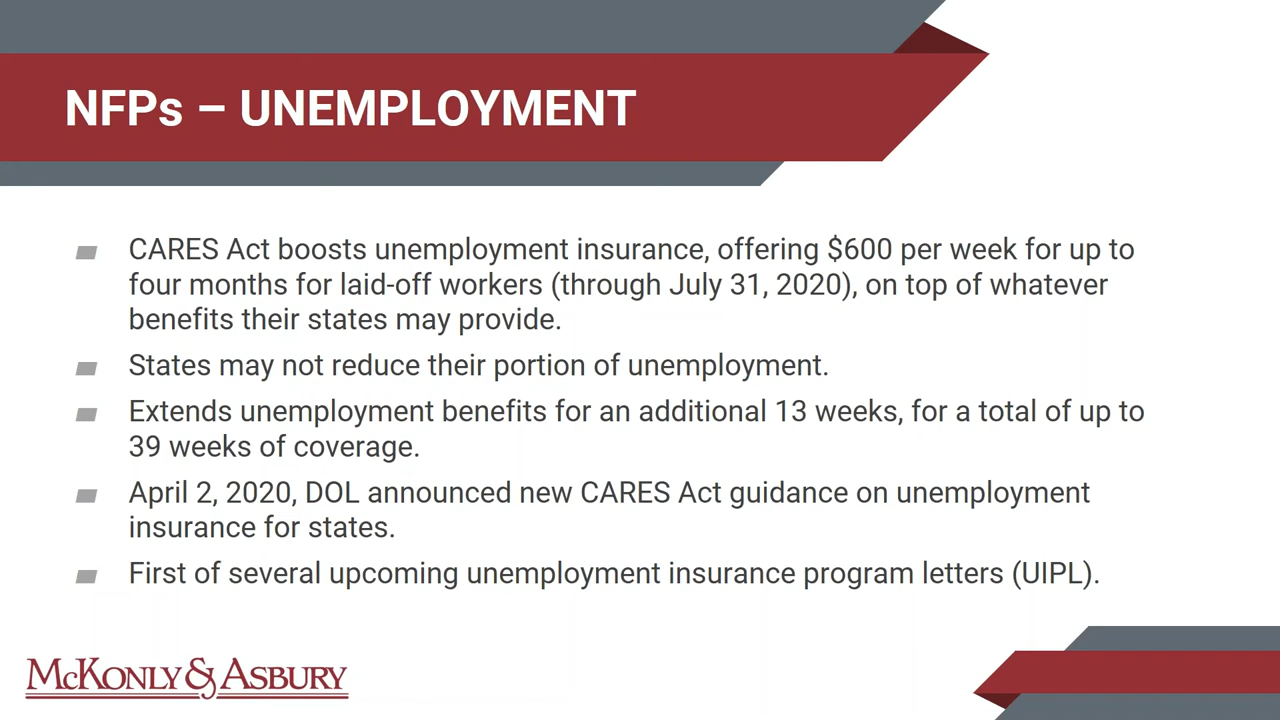 NFPs – UNEMPLOYMENT
CARES Act boosts unemployment insurance, offering $600 per week for up to
four months for laid-off workers (through July 31, 2020), on top of whatever
benefits their states may provide.
States may not reduce their portion of unemployment.
Extends unemployment benefits for an additional 13 weeks, for a total of up to
39 weeks of coverage.
April 2, 2020, DOL announced new CARES Act guidance on unemployment
insurance for states.
First of several upcoming unemployment insurance program letters (UIPL).
McKonly & Asbury